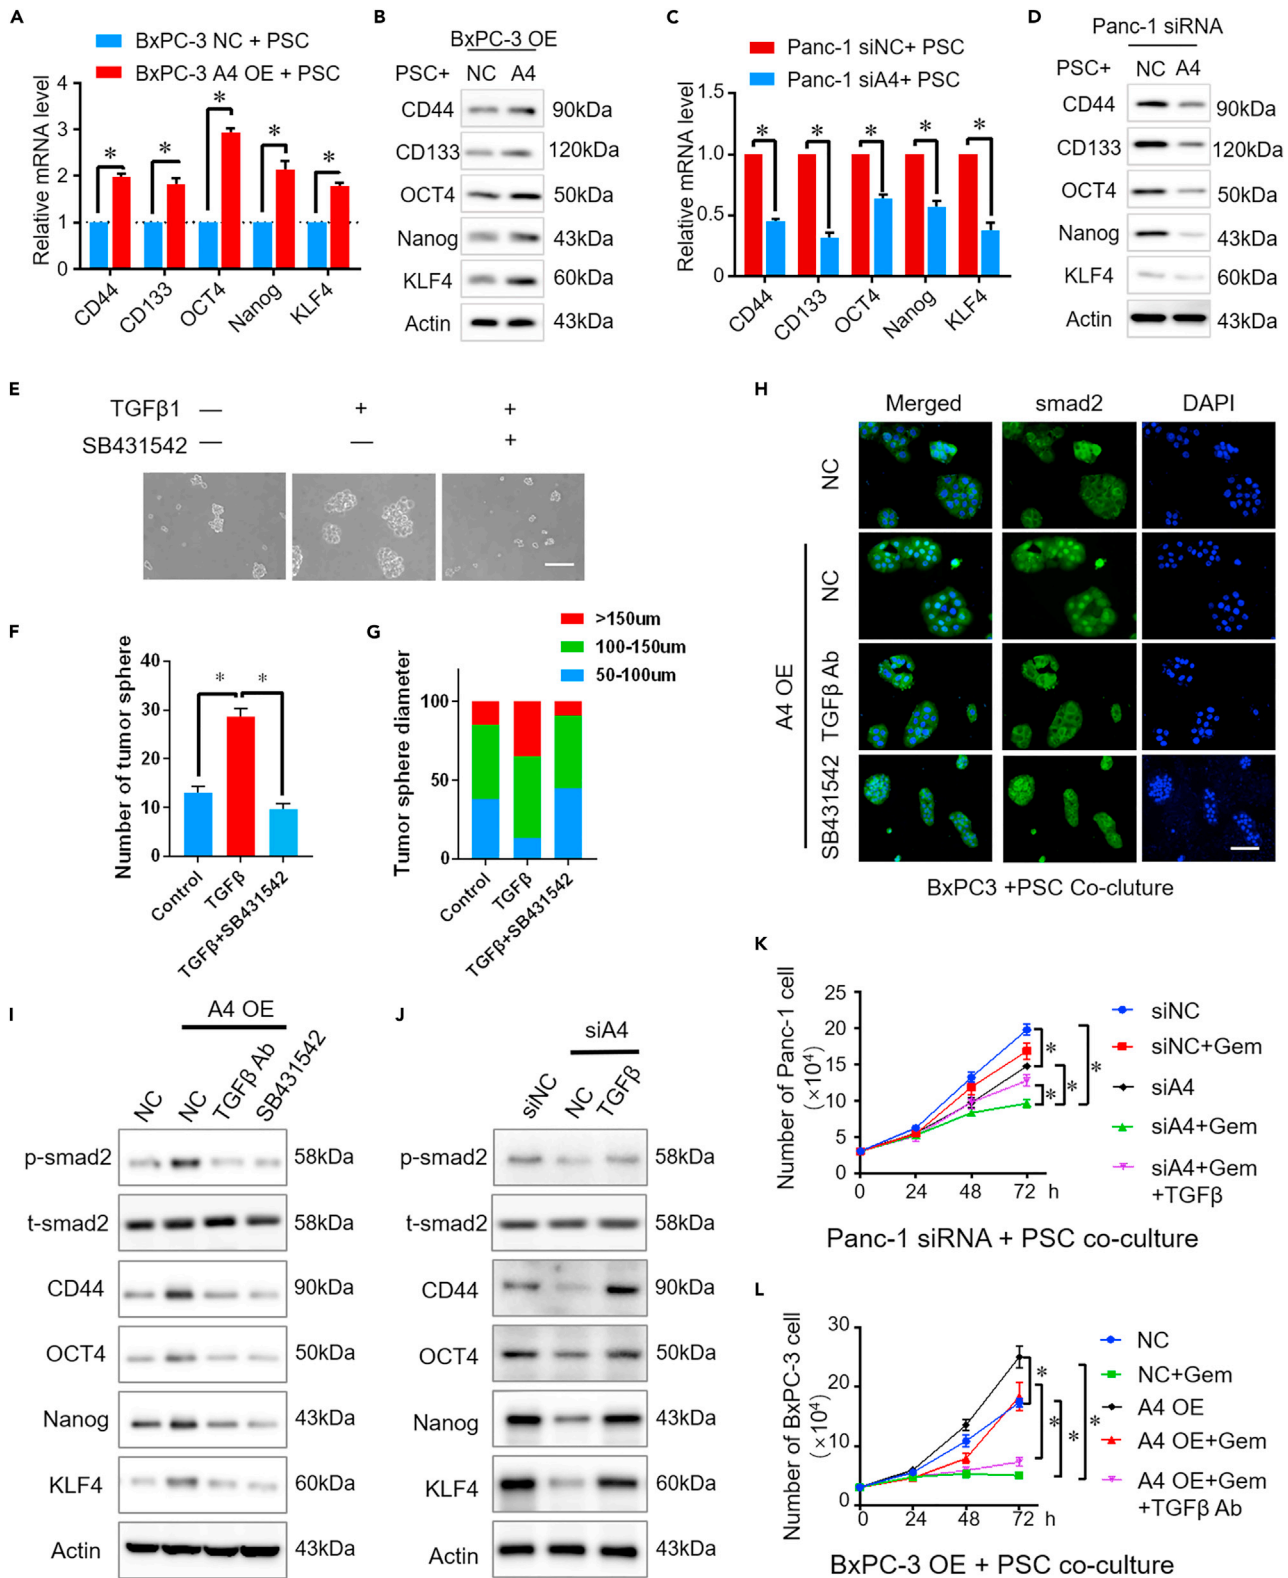 A
BxPC-3 NC + PSC
BxPC-3 A4 OE + PSC
Relative mRNA level
4
3
2
1
0
*
*
*
*
*
CD44
CD133
OCT4
Nanog
KLF4
B
BxPC-3 OE
PSC+ NC A4
CD44 90kDa
CD133 120kDa
OCT4 50kDa
Nanog 43kDa
KLF4 60kDa
Actin 43kDa
C
Panc-1 siNC+ PSC
Panc-1 siA4+ PSC
Relative mRNA level
1.5
1.0
0.5
0
*
*
*
*
*
CD44
CD133
OCT4
Nanog
KLF4
D
Panc-1 siRNA
PSC+ NC A4
CD44 90kDa
CD133 120kDa
OCT4 50kDa
Nanog 43kDa
KLF4 60kDa
Actin 43kDa
E
TGFβ1 — + +
SB431542 — — +
F
Number of tumor sphere
40
30
20
10
0
*
*
Control
TGFβ
TGFβ+SB431542
G
>150um
100-150um
50-100um
Tumor sphere diameter
100
50
0
Control
TGFβ
TGFβ+SB431542
H
Merged smad2 DAPI
NC
A4 OE
NC
TGFβ Ab
SB431542
BxPC3 +PSC Co-cluture
I
A4 OE
NC NC TGFβ Ab SB431542
p-smad2 58kDa
t-smad2 58kDa
CD44 90kDa
OCT4 50kDa
Nanog 43kDa
KLF4 60kDa
Actin 43kDa
J
siA4
siNC NC TGFβ
p-smad2 58kDa
t-smad2 58kDa
CD44 90kDa
OCT4 50kDa
Nanog 43kDa
KLF4 60kDa
Actin 43kDa
K
Number of Panc-1 cell
(×10⁴)
25
20
15
10
5
0
0 24 48 72 h
*
*
*
*
siNC
siNC+Gem
siA4
siA4+Gem
siA4+Gem
+TGFβ
Panc-1 siRNA + PSC co-culture
L
Number of BxPC-3 cell
(×10⁴)
30
20
10
0
0 24 48 72 h
*
*
*
*
*
NC
NC+Gem
A4 OE
A4 OE+Gem
A4 OE+Gem
+TGFβ Ab
BxPC-3 OE + PSC co-culture